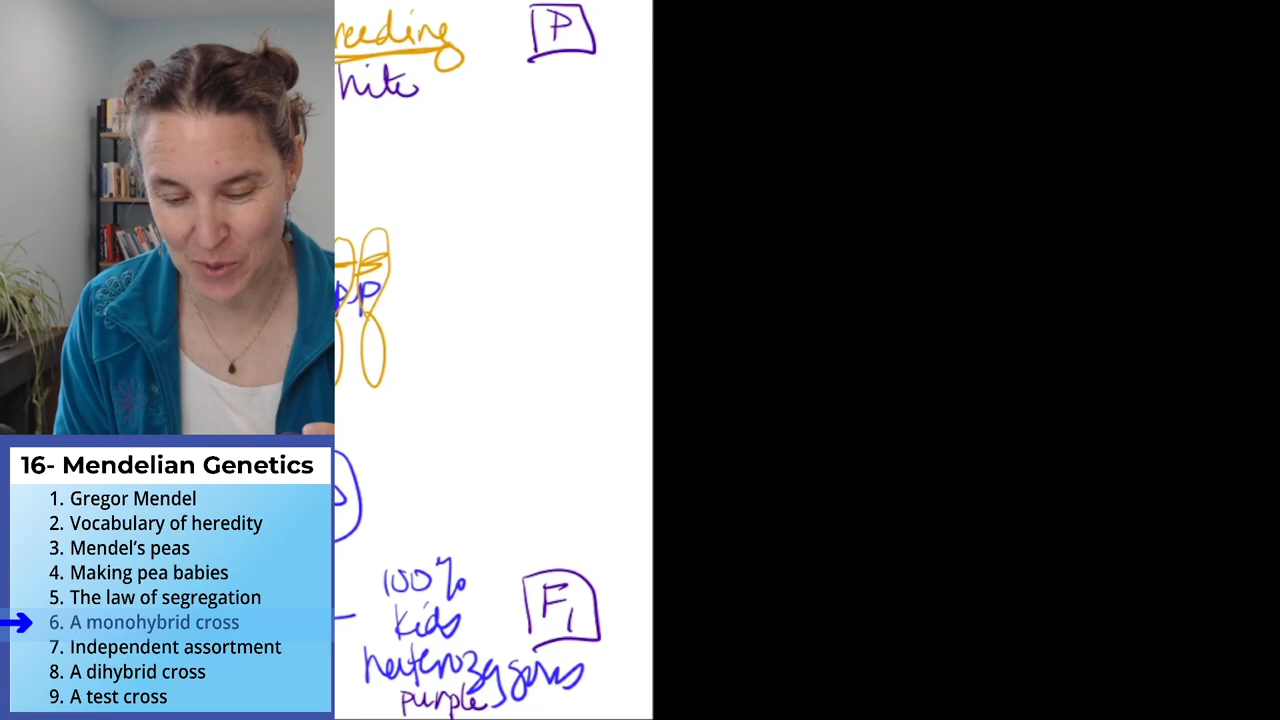 reeding
P
hite
pp
100%
kids
F1
heterozygous
purple
16- Mendelian Genetics
1. Gregor Mendel
2. Vocabulary of heredity
3. Mendel's peas
4. Making pea babies
5. The law of segregation
6. A monohybrid cross
7. Independent assortment
8. A dihybrid cross
9. A test cross